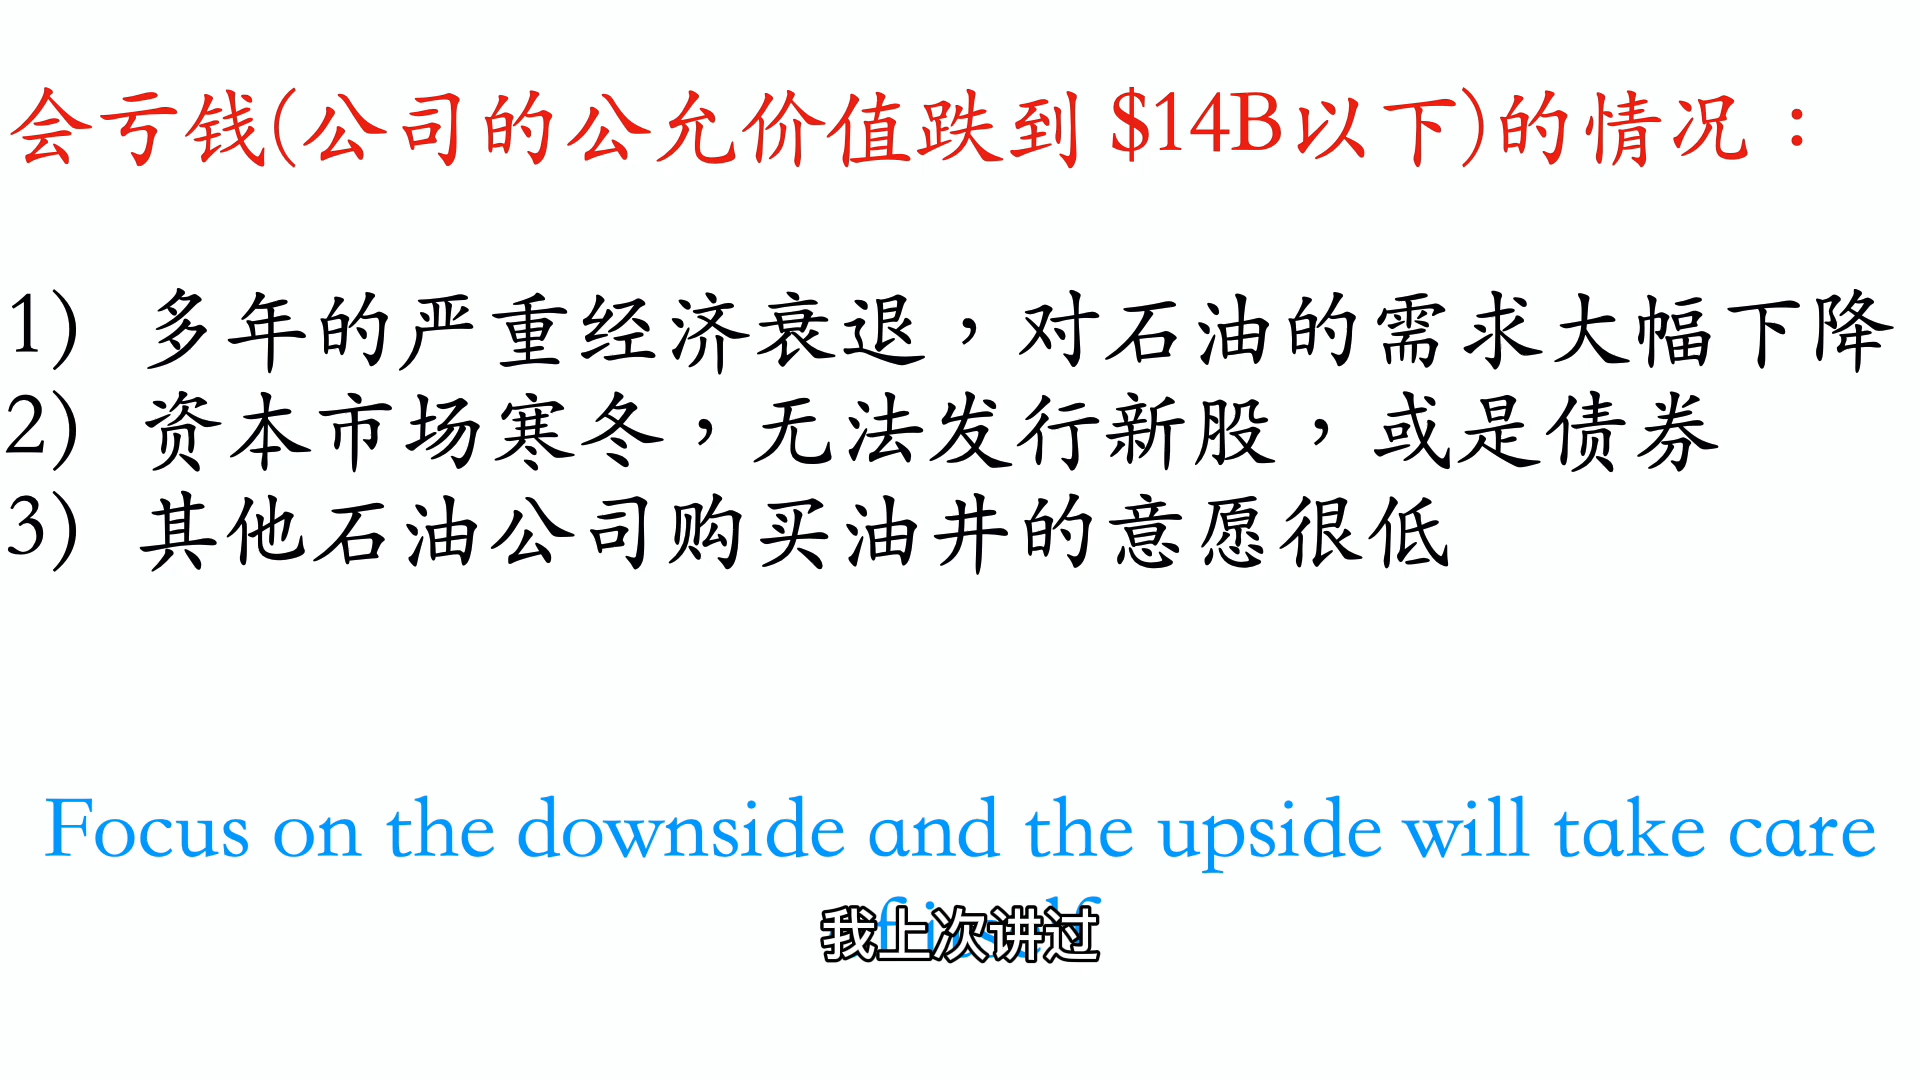 会亏钱(公司的公允价值跌到 $14B以下)的情况：
1) 多年的严重经济衰退，对石油的需求大幅下降
2) 资本市场寒冬，无法发行新股，或是债券
3) 其他石油公司购买油井的意愿很低
Focus on the downside and the upside will take care
我上次讲过